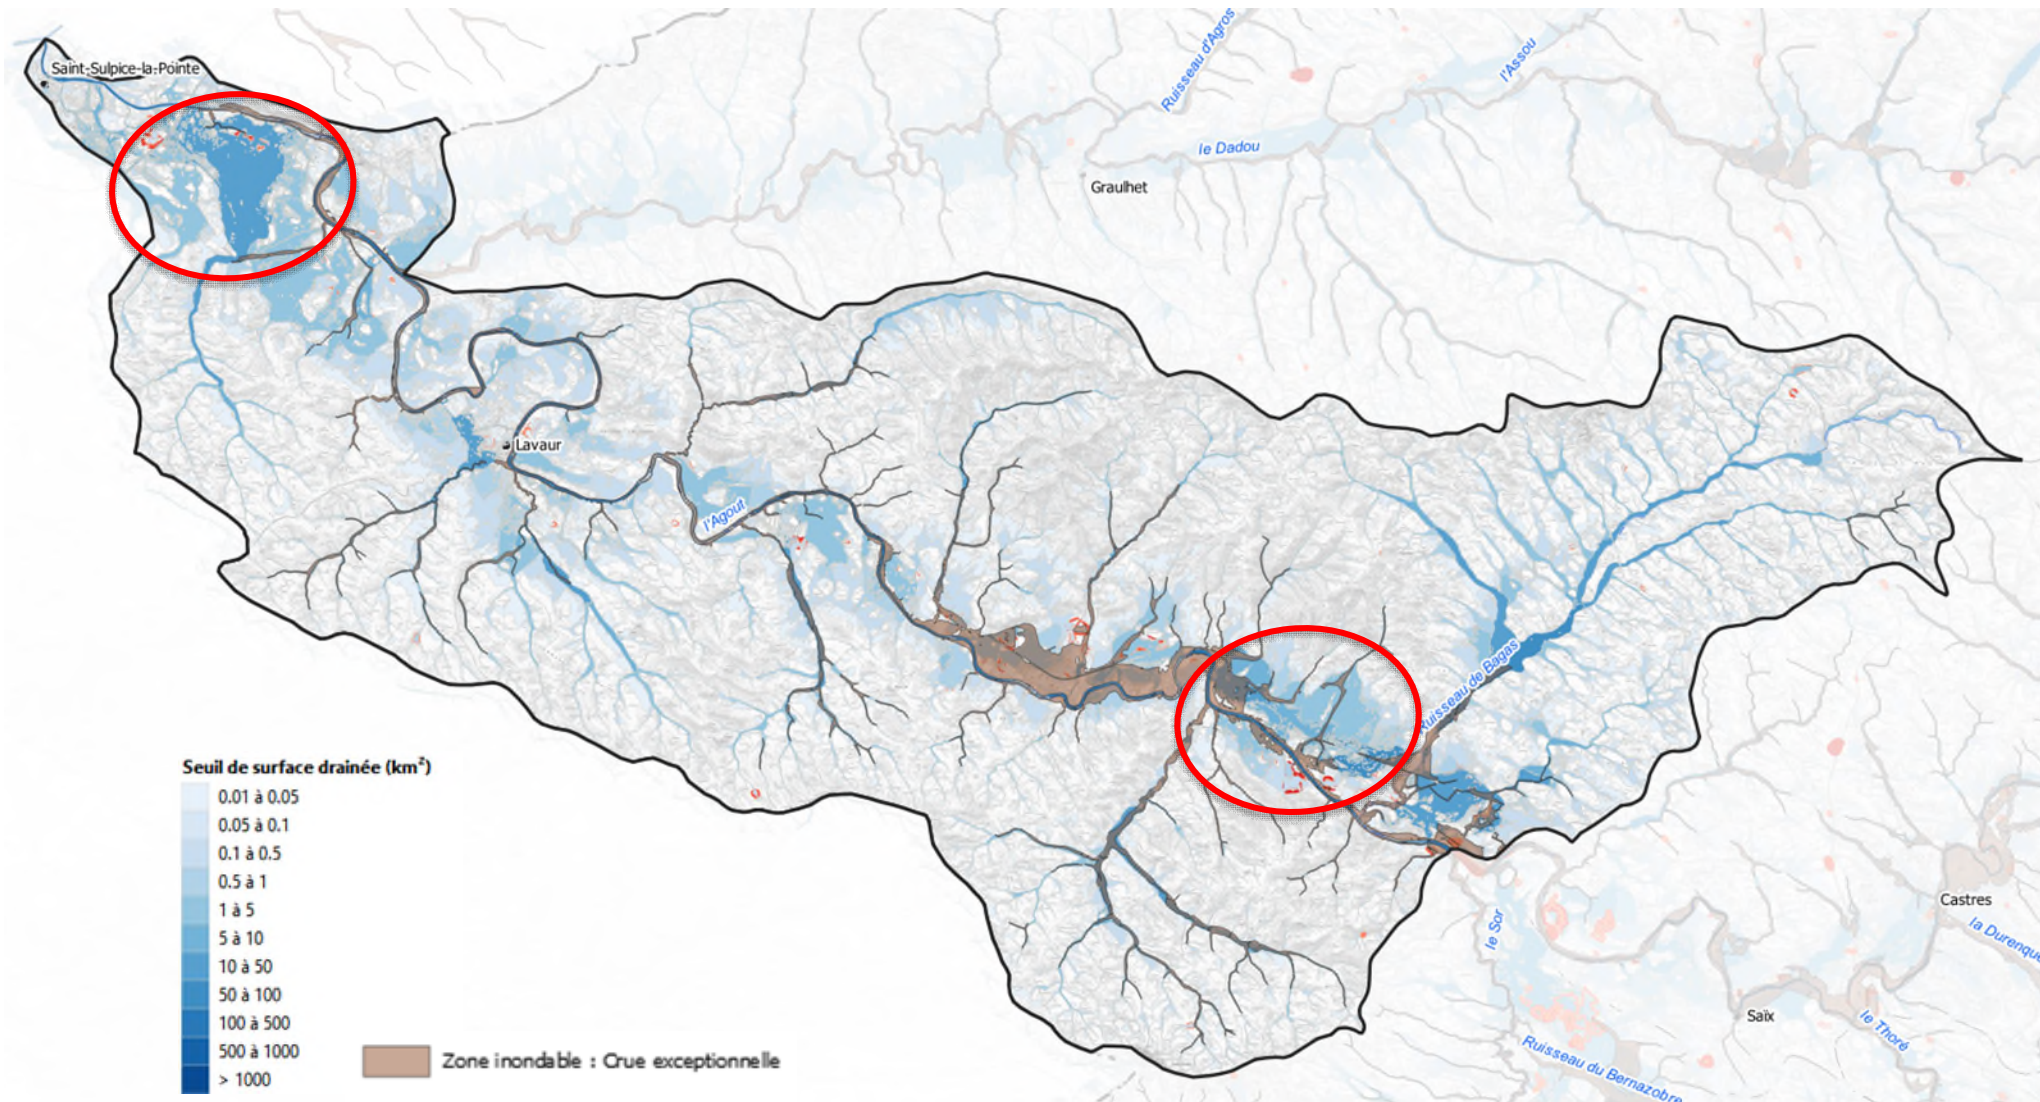 Saint-Sulpice-la-Pointe
Ruisseau d'Agros
l'Assou
le Dadou
Graulhet
Lavaur
l'Agout
Ruisseau de Bagas
Seuil de surface drainée (km²)
0.01 à 0.05
0.05 à 0.1
0.1 à 0.5
0.5 à 1
1 à 5
5 à 10
10 à 50
50 à 100
100 à 500
500 à 1000
> 1000
Zone inondable : Crue exceptionnelle
Castres
la Durenque
le Sor
Saïx
le Thoré
Ruisseau du Bernazobre